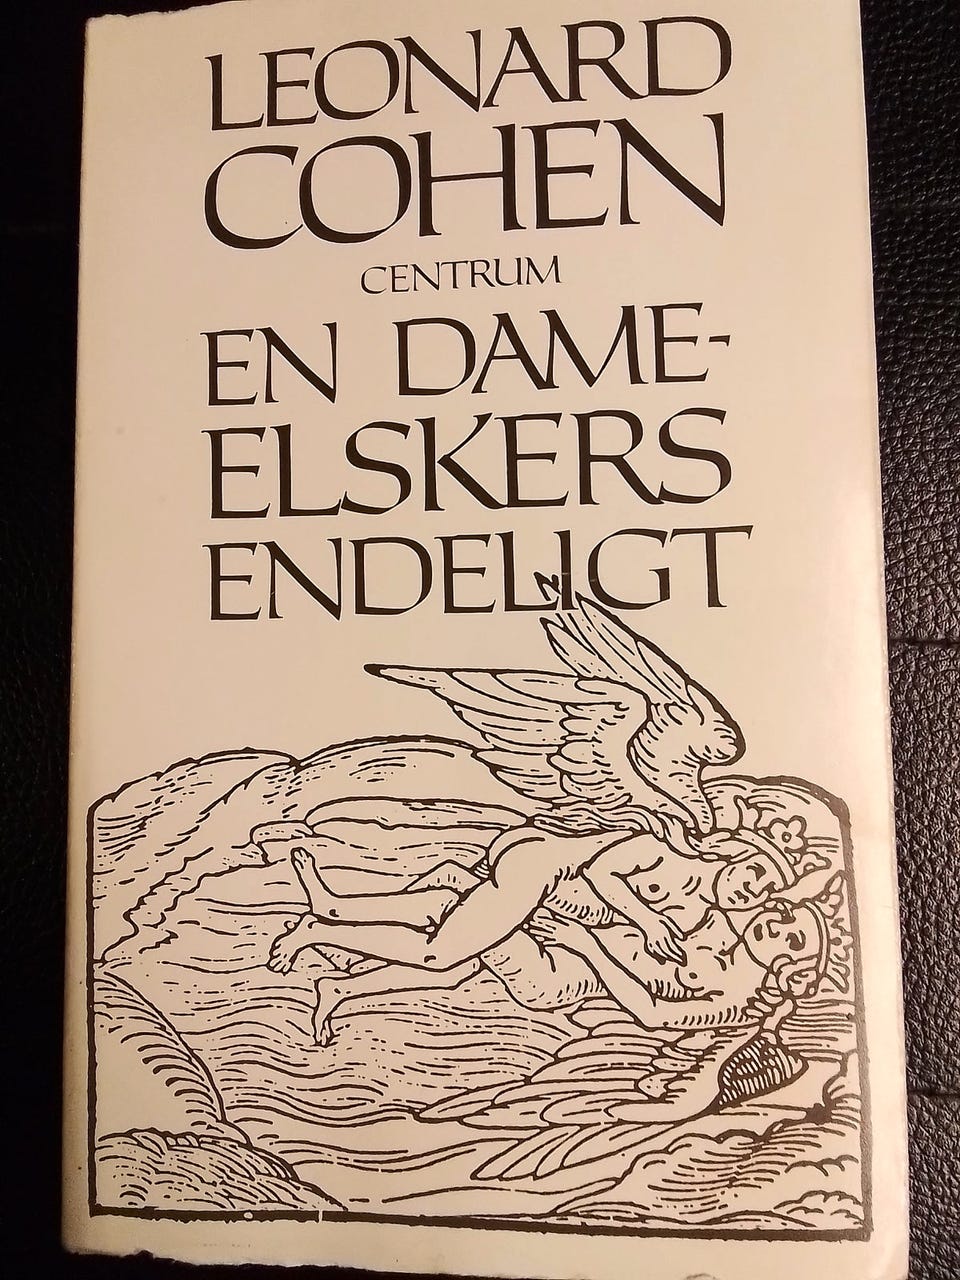 LEONARD
COHEN
CENTRUM
EN DAME-
ELSKERS
ENDELIGT